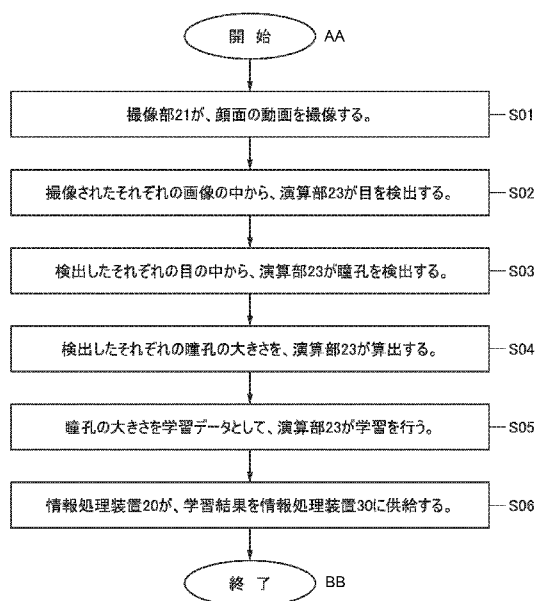 開 始 AA
撮像部21が、顔面の動画を撮像する。 S01
撮像されたそれぞれの画像の中から、演算部23が目を検出する。 S02
検出したそれぞれの目の中から、演算部23が瞳孔を検出する。 S03
検出したそれぞれの瞳孔の大きさを、演算部23が算出する。 S04
瞳孔の大きさを学習データとして、演算部23が学習を行う。 S05
情報処理装置20が、学習結果を情報処理装置30に供給する。 S06
終 了 BB